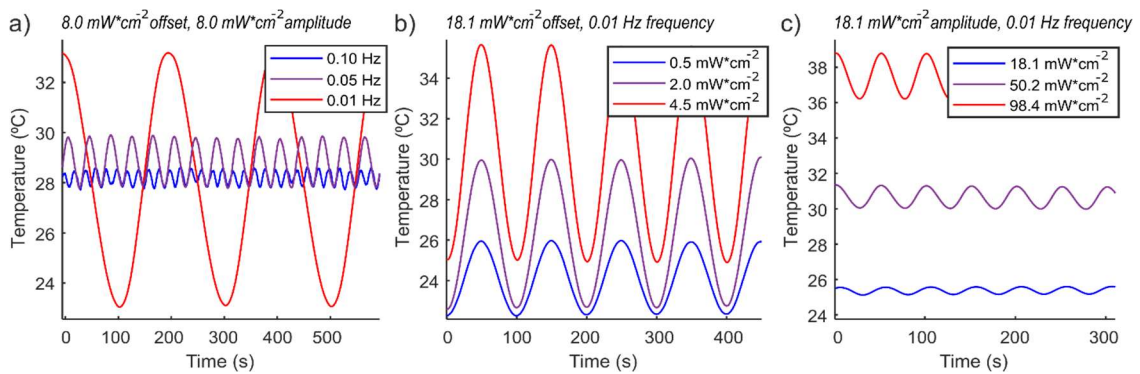 a) 8.0 mW*cm⁻² offset, 8.0 mW*cm⁻² amplitude
0.10 Hz
0.05 Hz
0.01 Hz
32
30
28
26
24
Temperature (ºC)
0 100 200 300 400 500
Time (s)
b) 18.1 mW*cm⁻² offset, 0.01 Hz frequency
0.5 mW*cm⁻²
2.0 mW*cm⁻²
4.5 mW*cm⁻²
34
32
30
28
26
24
Temperature (ºC)
0 100 200 300 400
Time (s)
c) 18.1 mW*cm⁻² amplitude, 0.01 Hz frequency
18.1 mW*cm⁻²
50.2 mW*cm⁻²
98.4 mW*cm⁻²
38
36
34
32
30
28
26
24
Temperature (ºC)
0 100 200 300
Time (s)